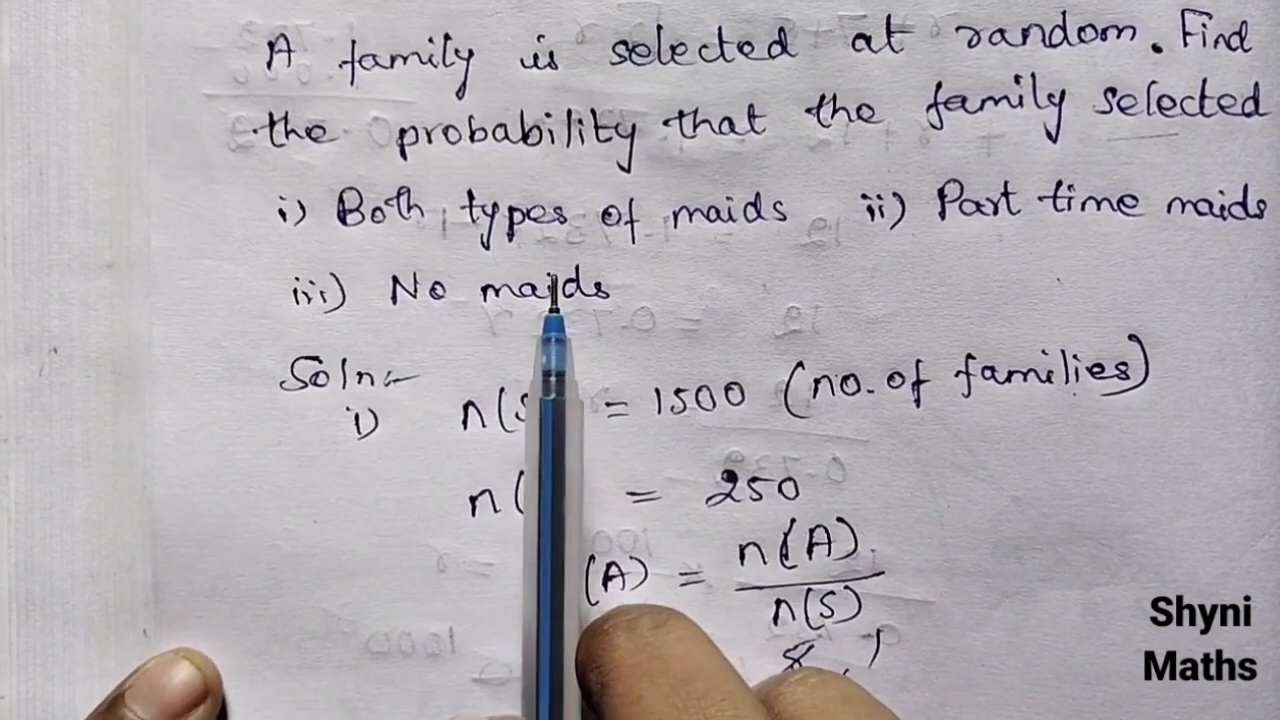 A family is selected at random. Find
the probability that the family selected
i) Both types of maids ii) Part time maids
iii) No maids
Soln:-
i) n(S = 1500 (no. of families)
n( = 250
(A) = n(A)
n(S)
Shyni
Maths